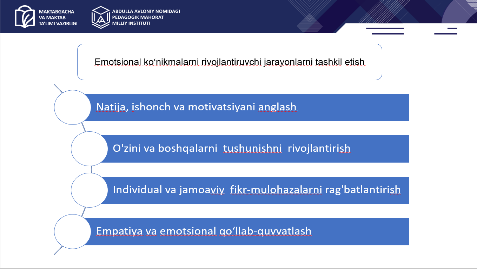 MAKTABGACHA
VA MAKTAB
TA'LIMI VAZIRLIGI
ABDULLA AVLONIY NOMIDAGI
PEDAGOGIK MAHORAT
MILLIY INSTITUTI
Emotsional ko'nikmalarni rivojlantiruvchi jarayonlarni tashkil etish
Natija, ishonch va motivatsiyani anglash
O'zini va boshqalarni tushunishni rivojlantirish
Individual va jamoaviy fikr-mulohazalarni rag'batlantirish
Empatiya va emotsional qo'llab-quvvatlash